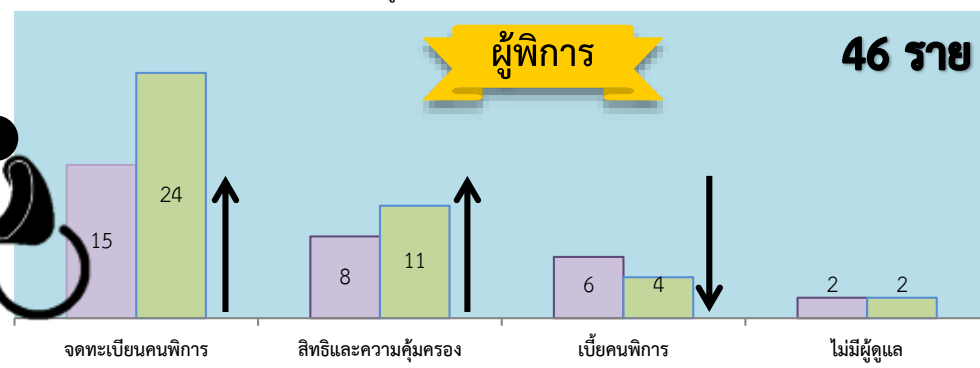 ผู้พิการ
46 ราย
24
15
11
8
6
4
2
2
จดทะเบียนคนพิการ
สิทธิและความคุ้มครอง
เบี้ยคนพิการ
ไม่มีผู้ดูแล